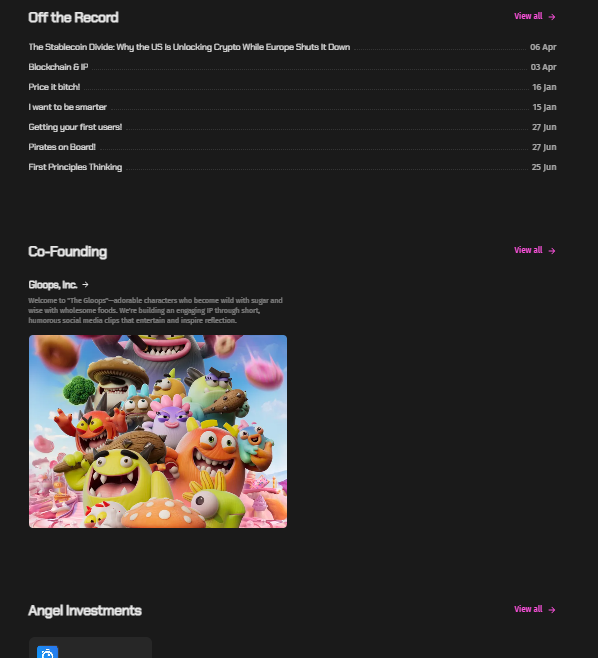 Off the Record
View all →
The Stablecoin Divide: Why the US Is Unlocking Crypto While Europe Shuts It Down 06 Apr
Blockchain & IP 03 Apr
Price it bitch! 16 Jan
I want to be smarter 15 Jan
Getting your first users! 27 Jun
Pirates on Board! 27 Jun
First Principles Thinking 25 Jun
Co-Founding
View all →
Gloops, Inc. →
Welcome to "The Gloops"—adorable characters who become wild with sugar and
wise with wholesome foods. We're building an engaging IP through short,
humorous social media clips that entertain and inspire reflection.
Angel Investments
View all →